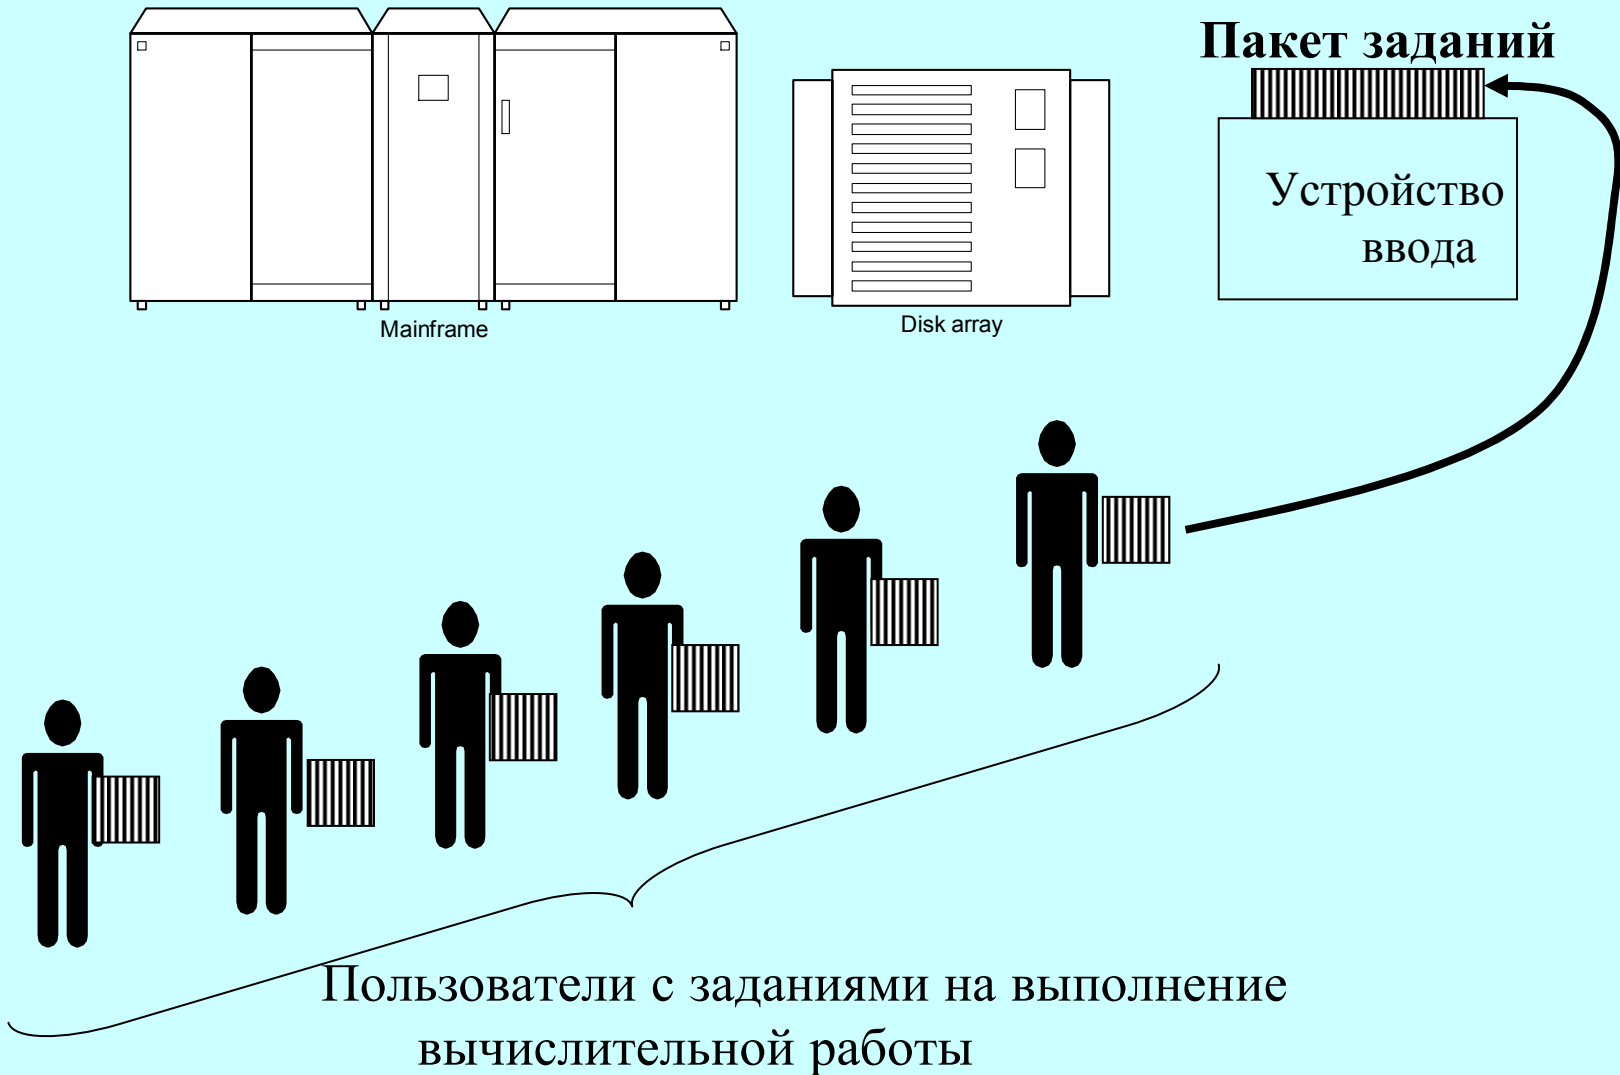 Пакет заданий
Устройство
ввода
Mainframe
Disk array
Пользователи с заданиями на выполнение
вычислительной работы